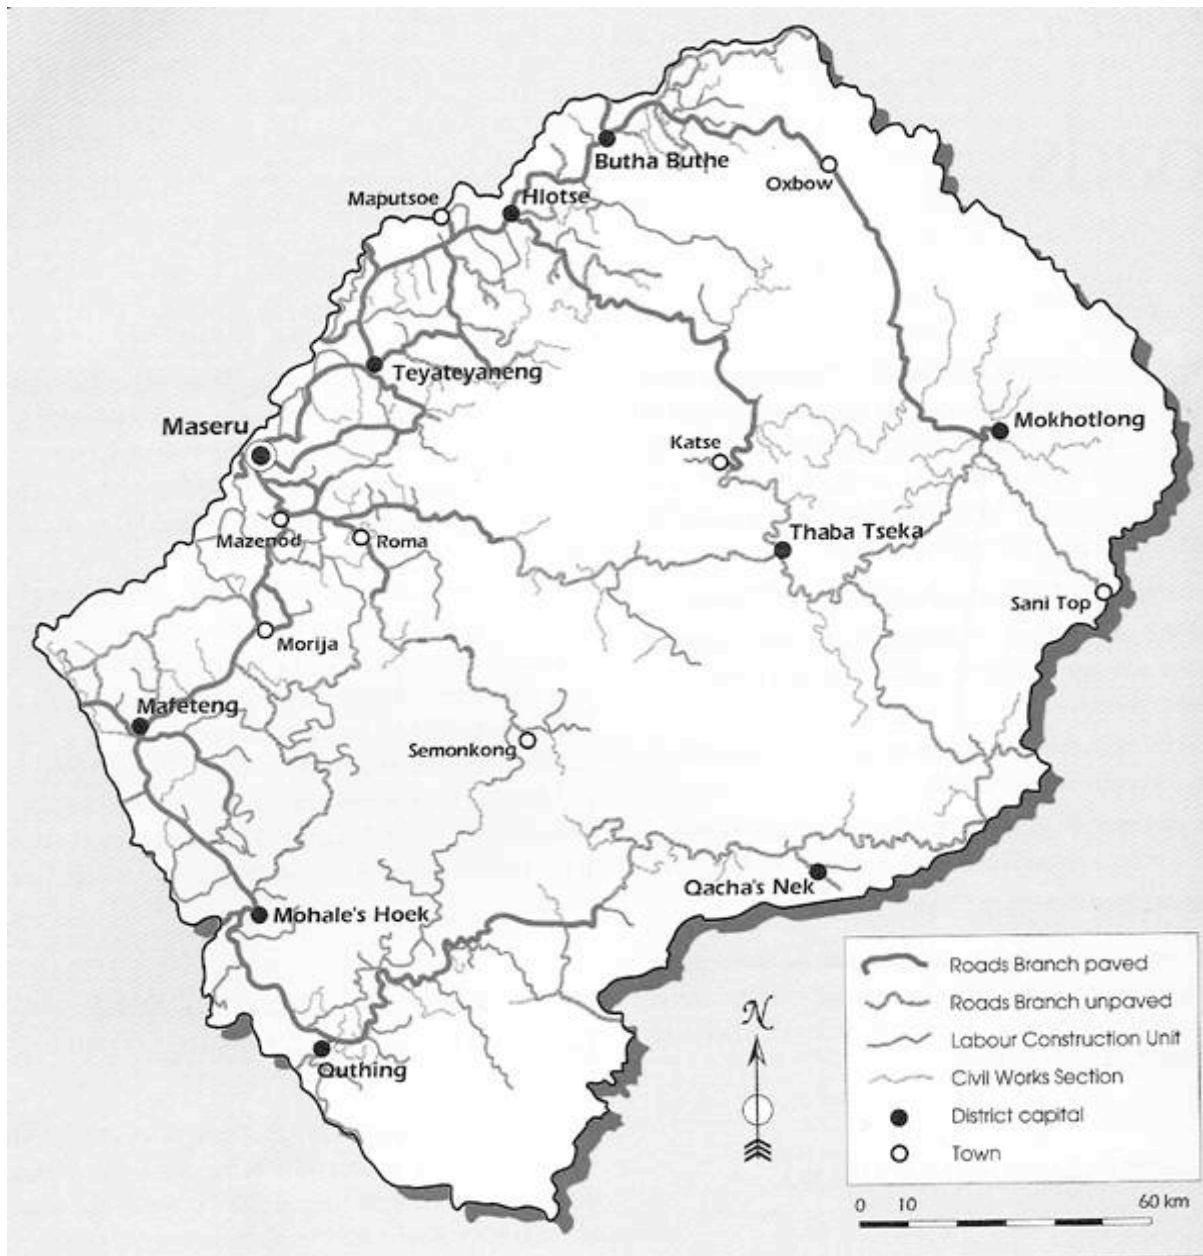 Butha Buthe
Oxbow
Maputsoe
Hlotse
Teyateyaneng
Maseru
Mokhotlong
Katse
Mazenod
Roma
Thaba Tseka
Sani Top
Morija
Mafeteng
Semonkong
Qacha's Nek
Mohale's Hoek
Quthing
N
Roads Branch paved
Roads Branch unpaved
Labour Construction Unit
Civil Works Section
District capital
Town
0 10 60 km